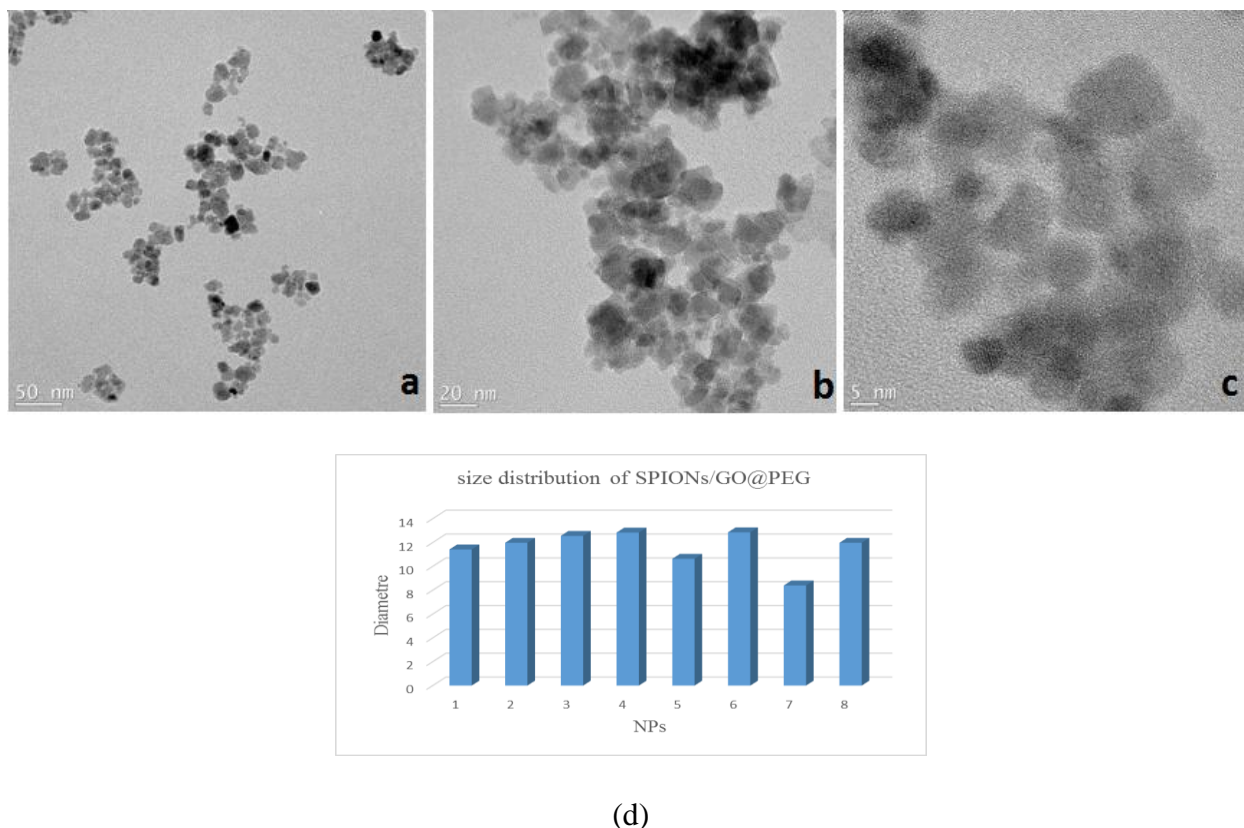 50 nm
a
20 nm
b
5 nm
c
size distribution of SPIONs/GO@PEG
14
12
10
8
6
4
2
0
Diametre
1 2 3 4 5 6 7 8
NPs
(d)